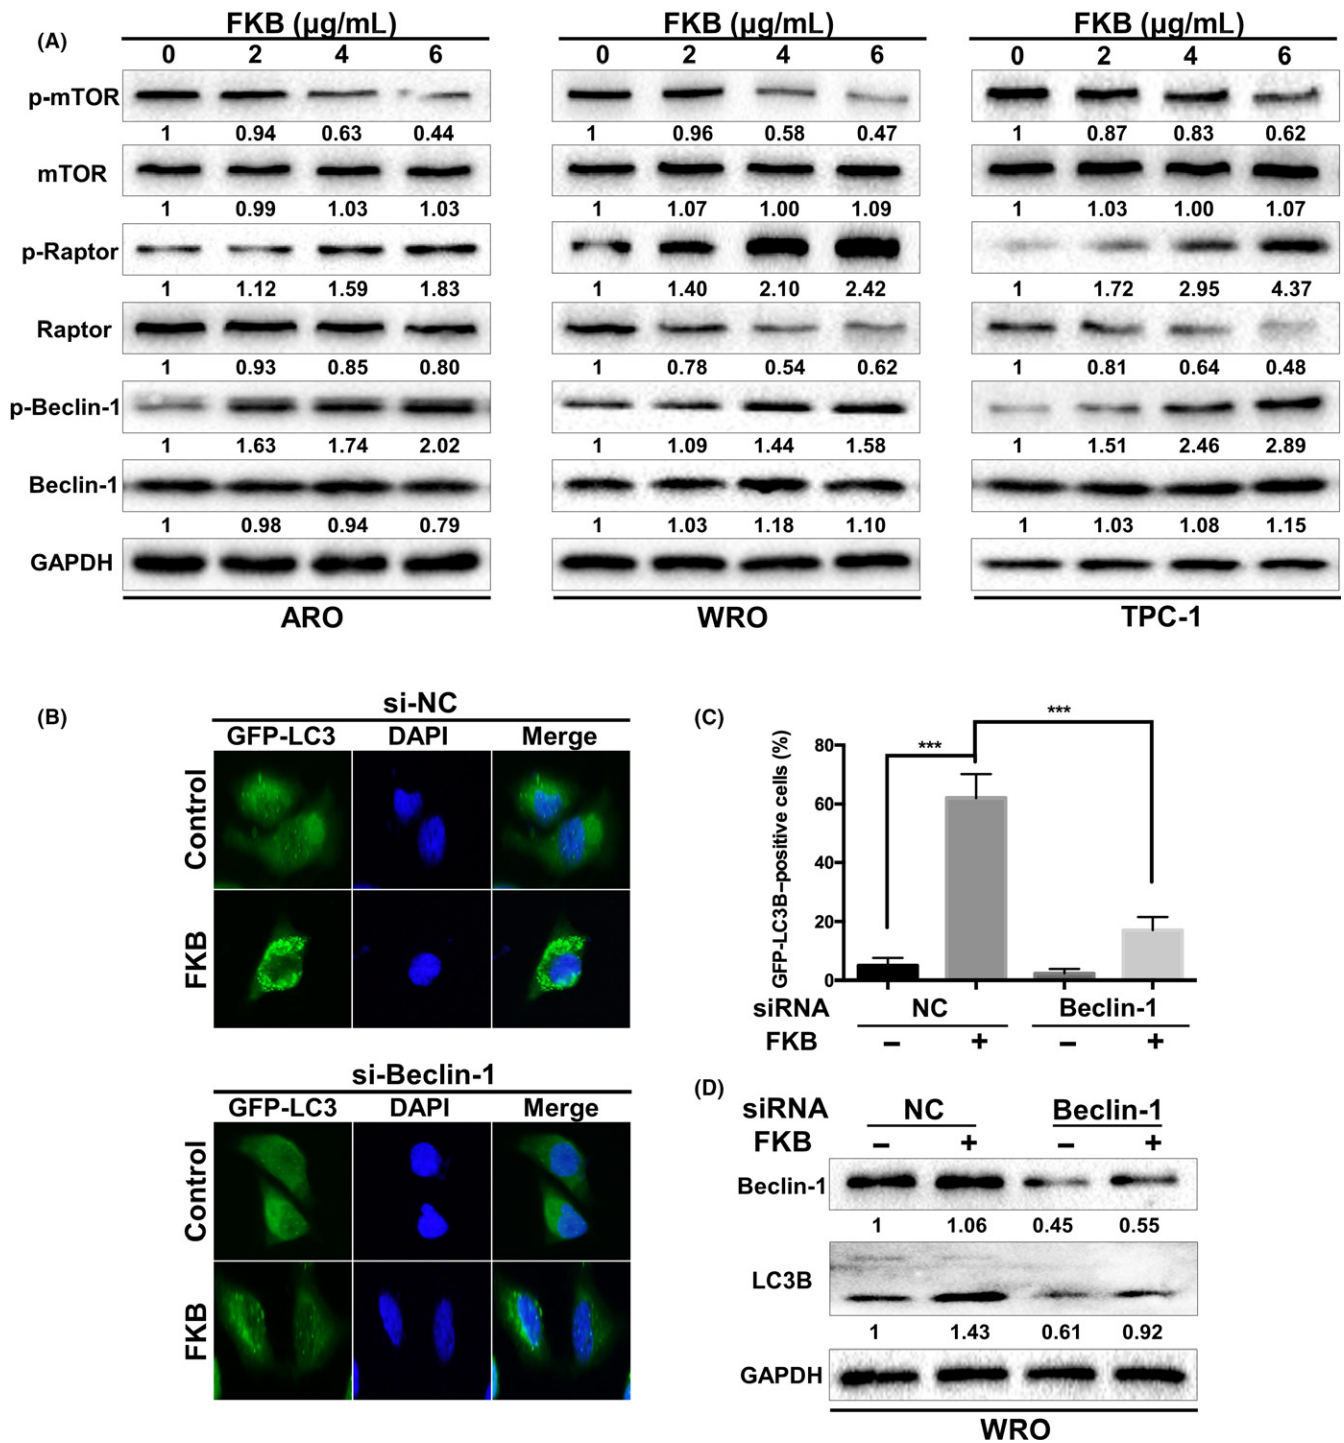 (A)
FKB (µg/mL) FKB (µg/mL) FKB (µg/mL)
0 2 4 6 0 2 4 6 0 2 4 6
p-mTOR
1 0.94 0.63 0.44 1 0.96 0.58 0.47 1 0.87 0.83 0.62
mTOR
1 0.99 1.03 1.03 1 1.07 1.00 1.09 1 1.03 1.00 1.07
p-Raptor
1 1.12 1.59 1.83 1 1.40 2.10 2.42 1 1.72 2.95 4.37
Raptor
1 0.93 0.85 0.80 1 0.78 0.54 0.62 1 0.81 0.64 0.48
p-Beclin-1
1 1.63 1.74 2.02 1 1.09 1.44 1.58 1 1.51 2.46 2.89
Beclin-1
1 0.98 0.94 0.79 1 1.03 1.18 1.10 1 1.03 1.08 1.15
GAPDH
ARO WRO TPC-1
(B)
si-NC
GFP-LC3 DAPI Merge
Control
FKB
si-Beclin-1
GFP-LC3 DAPI Merge
Control
FKB
(C)
GFP-LC3B–positive cells (%)
80
60
40
20
0
***
***
siRNA NC Beclin-1
FKB – + – +
(D)
siRNA NC Beclin-1
FKB – + – +
Beclin-1
1 1.06 0.45 0.55
LC3B
1 1.43 0.61 0.92
GAPDH
WRO